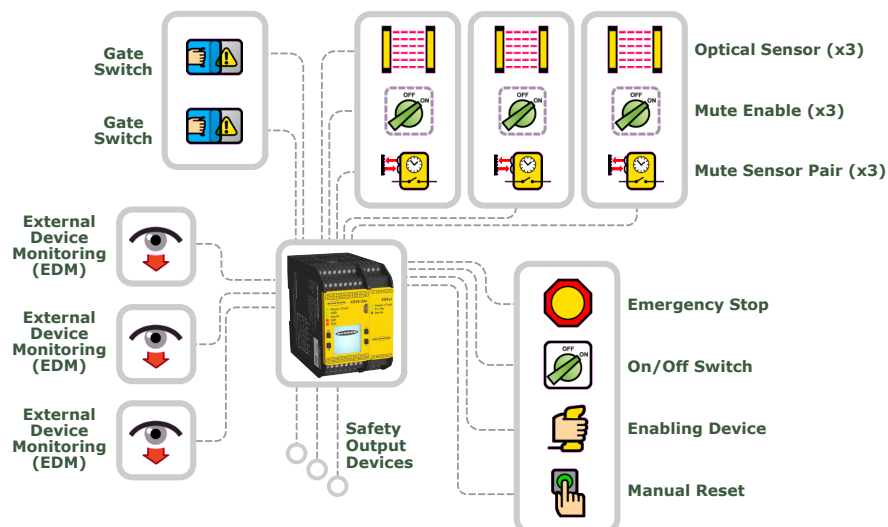 Gate
Switch
Gate
Switch
OFF
ON
OFF
ON
OFF
ON
Optical Sensor (x3)
Mute Enable (x3)
Mute Sensor Pair (x3)
External
Device
Monitoring
(EDM)
External
Device
Monitoring
(EDM)
External
Device
Monitoring
(EDM)
Safety
Output
Devices
Emergency Stop
OFF
ON
On/Off Switch
Enabling Device
Manual Reset